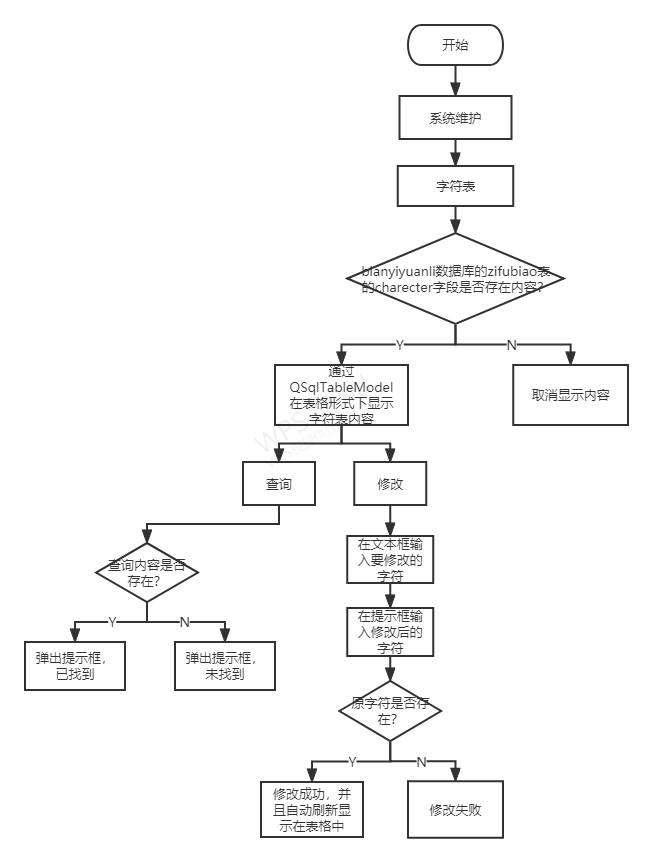 开始
系统维护
字符表
bianyiyuanli数据库的zifubiao表
的charecter字段是否存在内容？
Y
N
通过
QSqlTableModel
在表格形式下显示
字符表内容
取消显示内容
WPS
查询
修改
查询内容是否
存在？
在文本框输
入要修改的
字符
Y
N
在提示框输
入修改后的
字符
弹出提示框，
已找到
弹出提示框，
未找到
原字符是否存
在？
Y
N
修改成功，并
且自动刷新显
示在表格中
修改失败